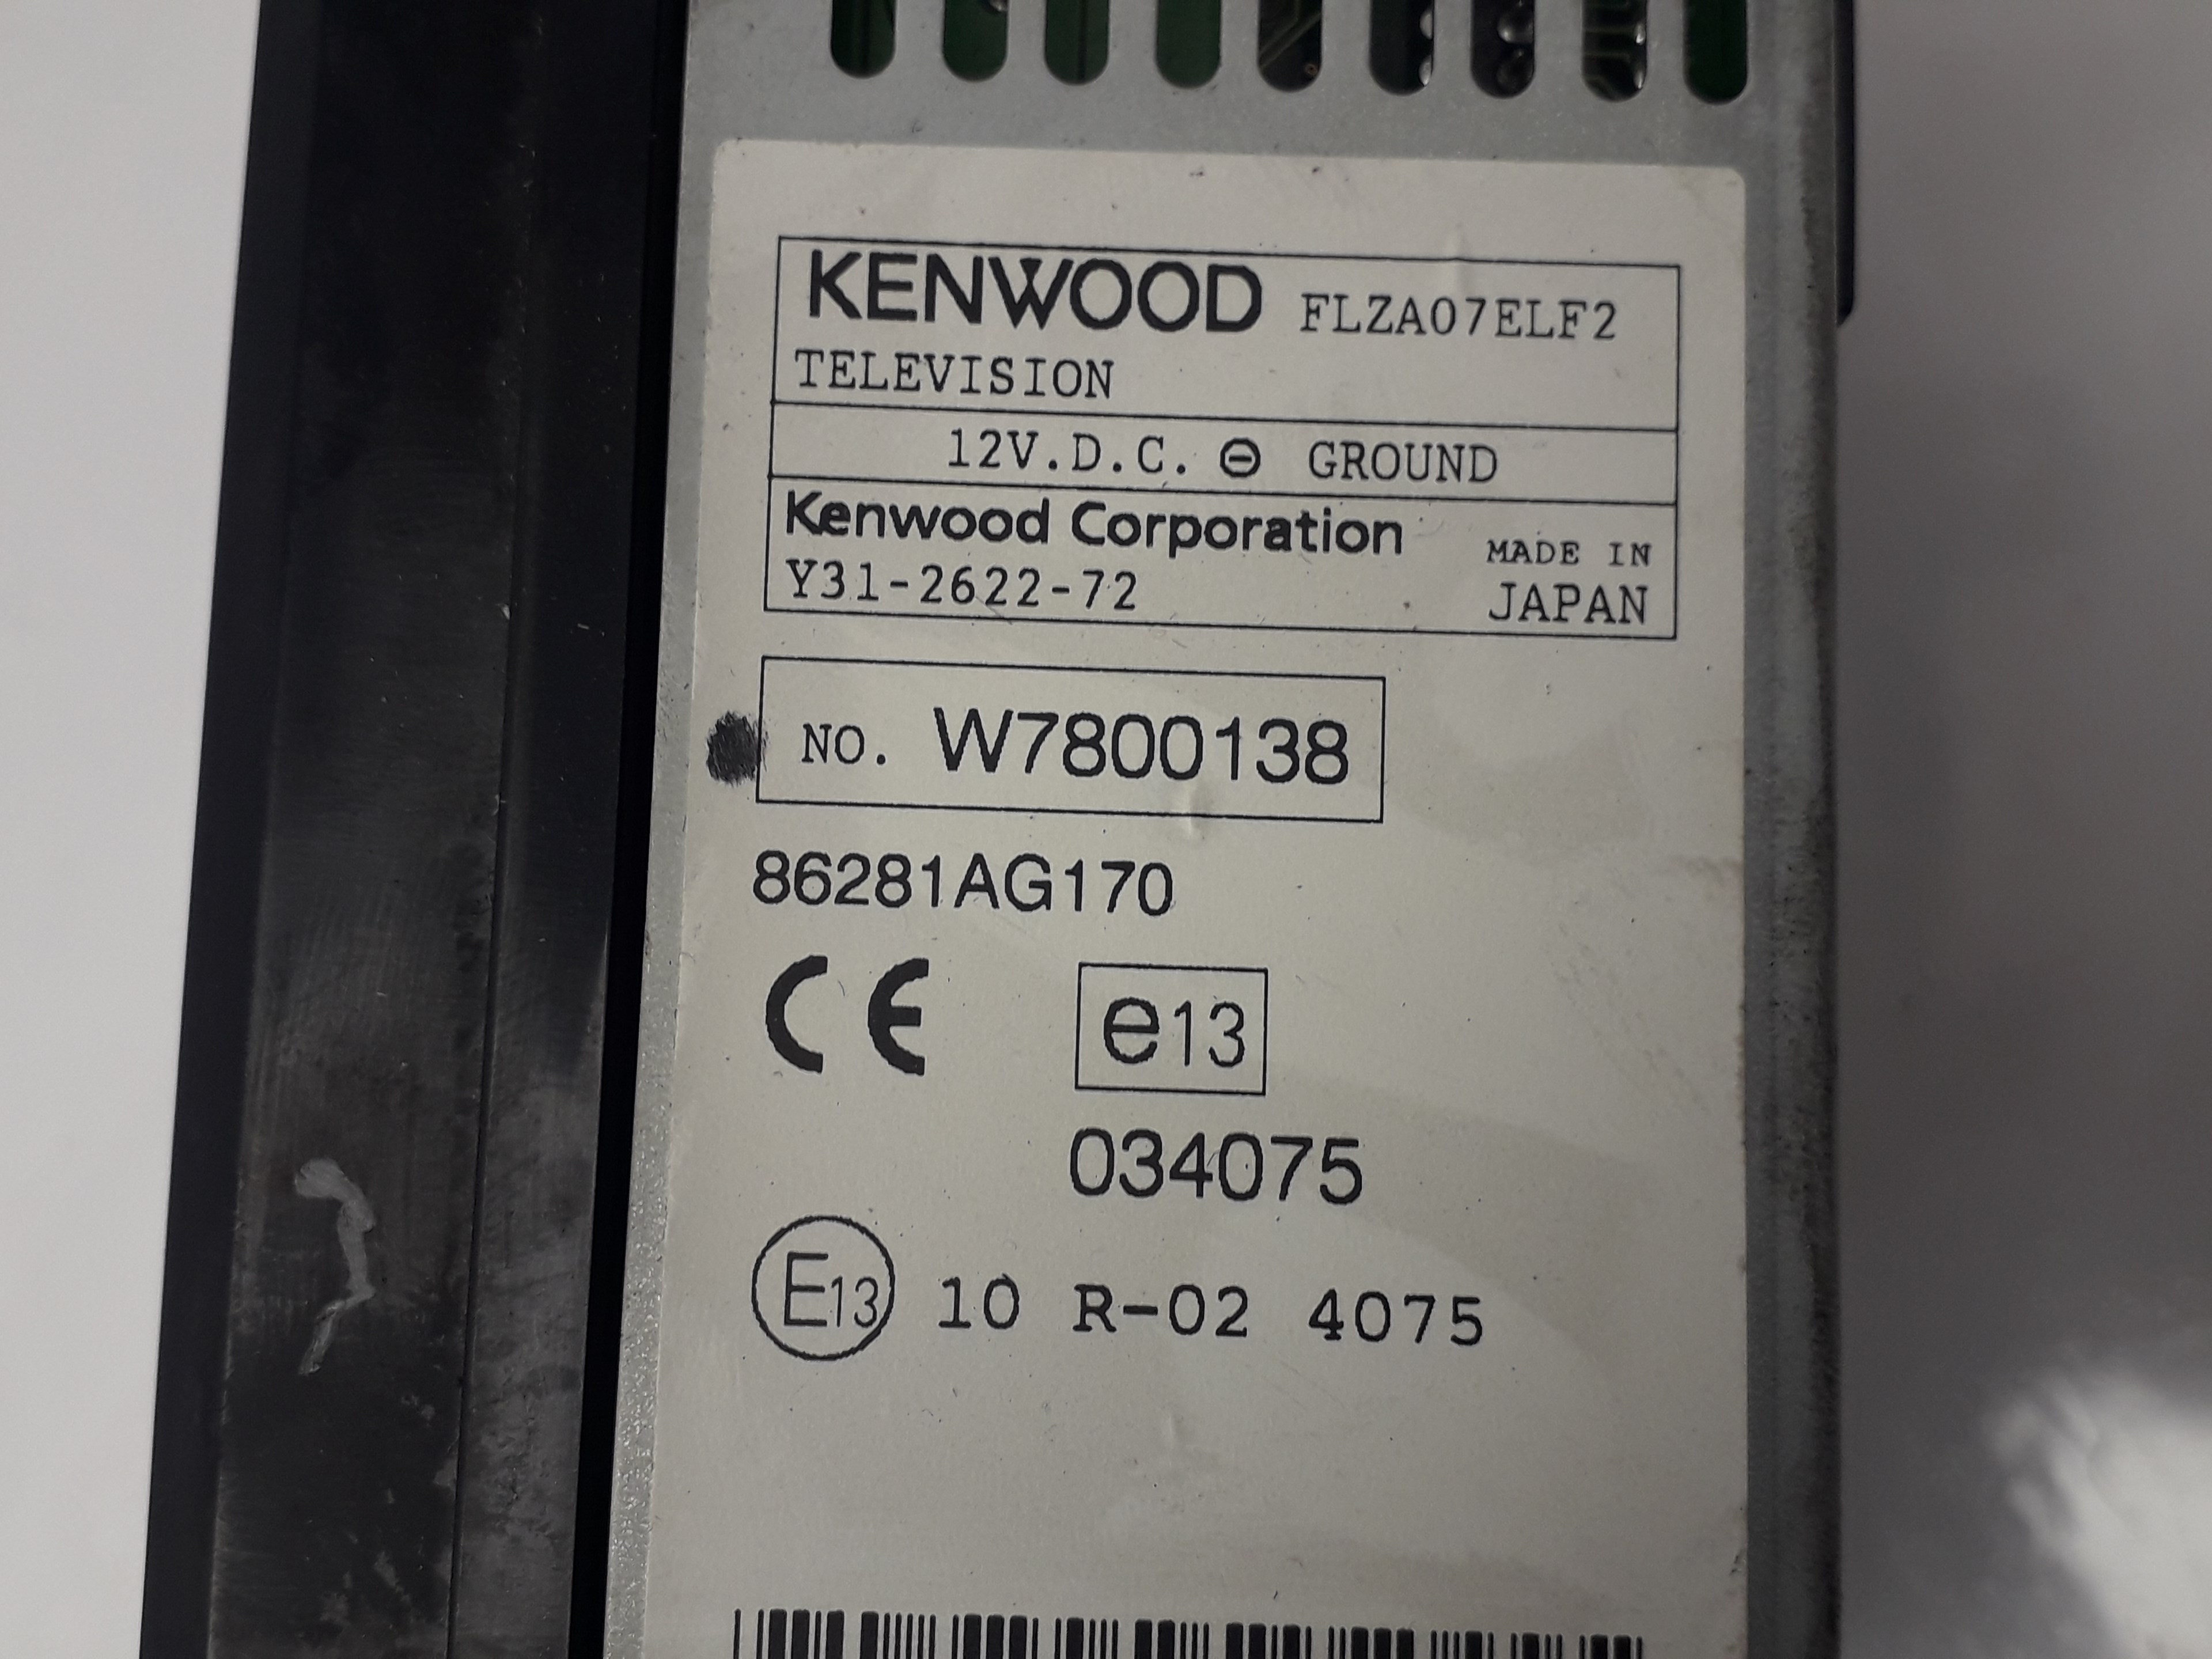 KENWOOD FLZA07ELF2
TELEVISION
12V.D.C. ⊖ GROUND
Kenwood Corporation
Y31-2622-72
MADE IN
JAPAN
NO. W7800138
86281AG170
CE
e13
034075
E13 10 R-02 4075